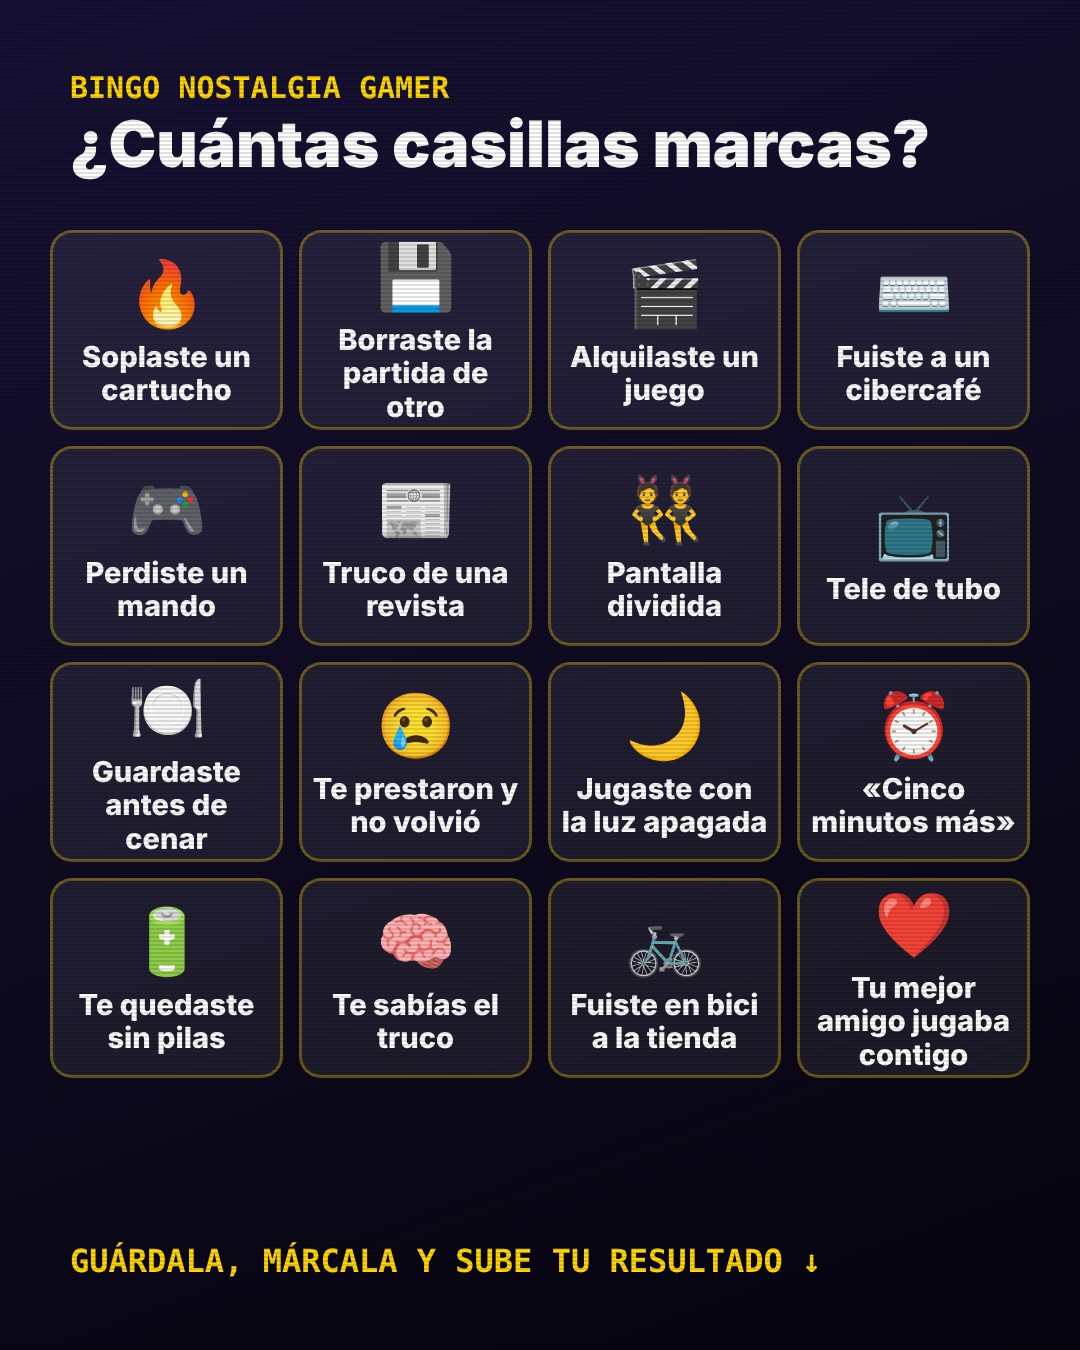 BINGO NOSTALGIA GAMER
¿Cuántas casillas marcas?
Soplaste un
cartucho
Borraste la
partida de
otro
Alquilaste un
juego
Fuiste a un
cibercafé
Perdiste un
mando
Truco de una
revista
Pantalla
dividida
Tele de tubo
Guardaste
antes de
cenar
Te prestaron y
no volvió
Jugaste con
la luz apagada
«Cinco
minutos más»
Te quedaste
sin pilas
Te sabías el
truco
Fuiste en bici
a la tienda
Tu mejor
amigo jugaba
contigo
GUÁRDALA, MÁRCALA Y SUBE TU RESULTADO ↓